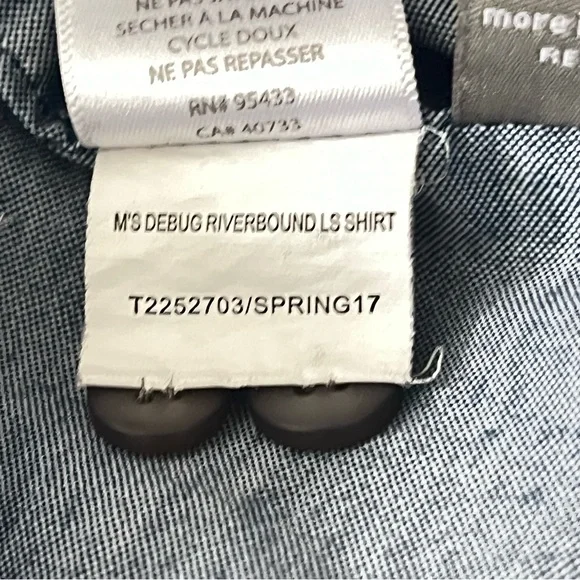 SÉCHER À LA MACHINE
CYCLE DOUX
NE PAS REPASSER
RN# 95433
CA# 40733
more
RE
M'S DEBUG RIVERBOUND LS SHIRT
T2252703/SPRING17